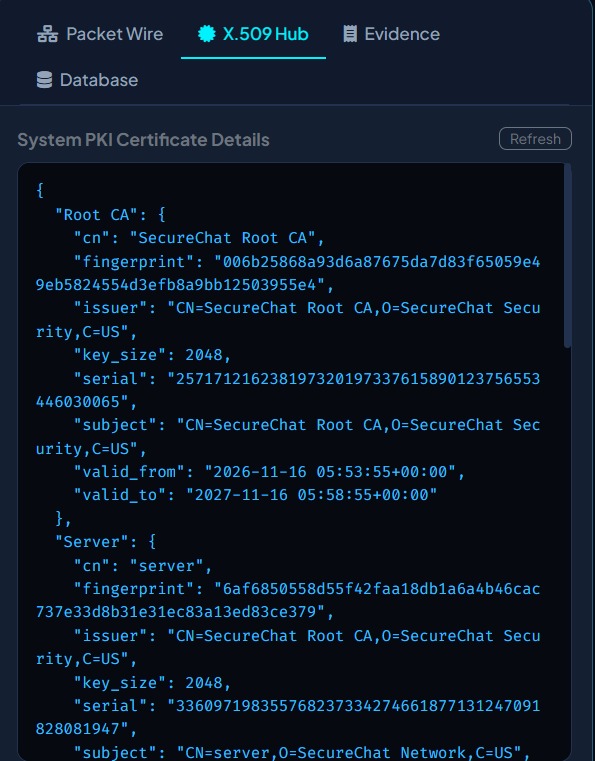 Packet Wire
X.509 Hub
Evidence
Database
System PKI Certificate Details
Refresh
{
"Root CA": {
"cn": "SecureChat Root CA",
"fingerprint": "006b25868a93d6a87675da7d83f65059e4
9eb5824554d3efb8a9bb12503955e4",
"issuer": "CN=SecureChat Root CA,O=SecureChat Secu
rity,C=US",
"key_size": 2048,
"serial": "257171216238197320197337615890123756553
446030065",
"subject": "CN=SecureChat Root CA,O=SecureChat Sec
urity,C=US",
"valid_from": "2026-11-16 05:53:55+00:00",
"valid_to": "2027-11-16 05:58:55+00:00"
},
"Server": {
"cn": "server",
"fingerprint": "6af6850558d55f42faa18db1a6a4b46cac
737e33d8b31e31ec83a13ed83ce379",
"issuer": "CN=SecureChat Root CA,O=SecureChat Secu
rity,C=US",
"key_size": 2048,
"serial": "336097198355768237334274661877131247091
828081947",
"subject": "CN=server,O=SecureChat Network,C=US",